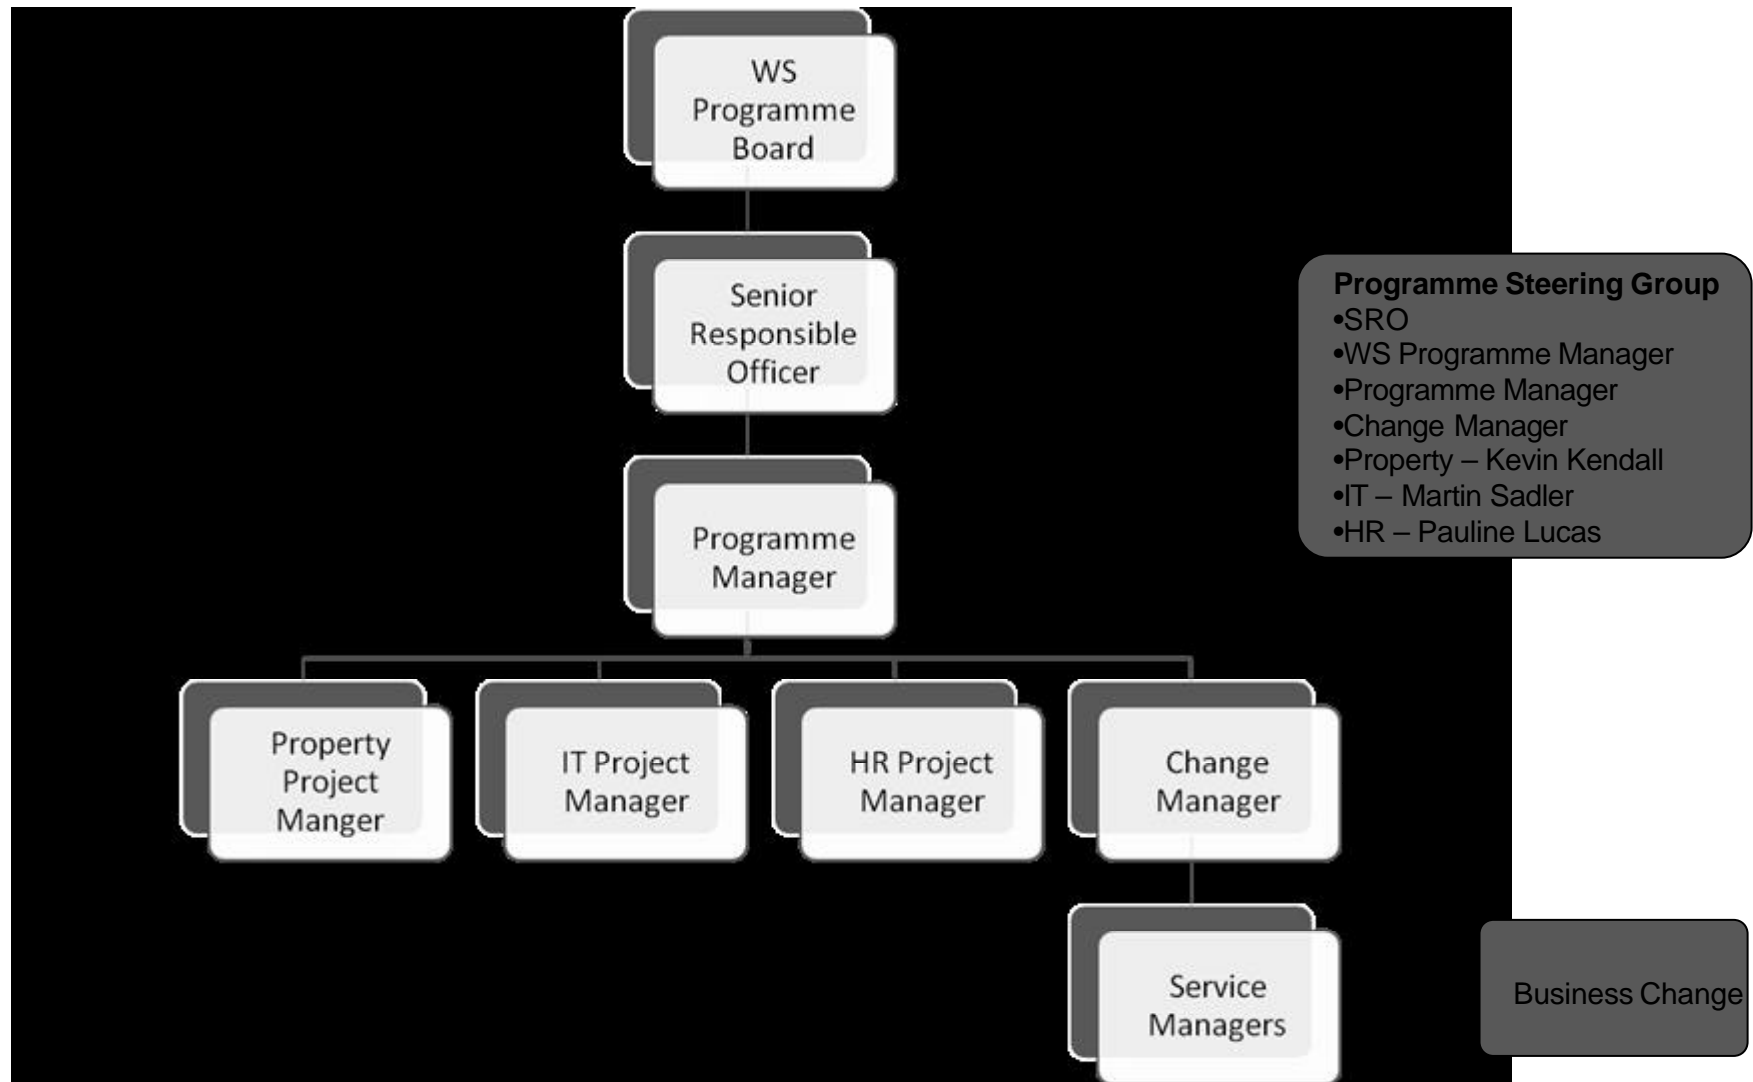 WS
Programme
Board
Senior
Responsible
Officer
Programme Steering Group
•SRO
•WS Programme Manager
•Programme Manager
•Change Manager
•Property – Kevin Kendall
•IT – Martin Sadler
•HR – Pauline Lucas
Programme
Manager
Property
Project
Manger
IT Project
Manager
HR Project
Manager
Change
Manager
Service
Managers
Business Change